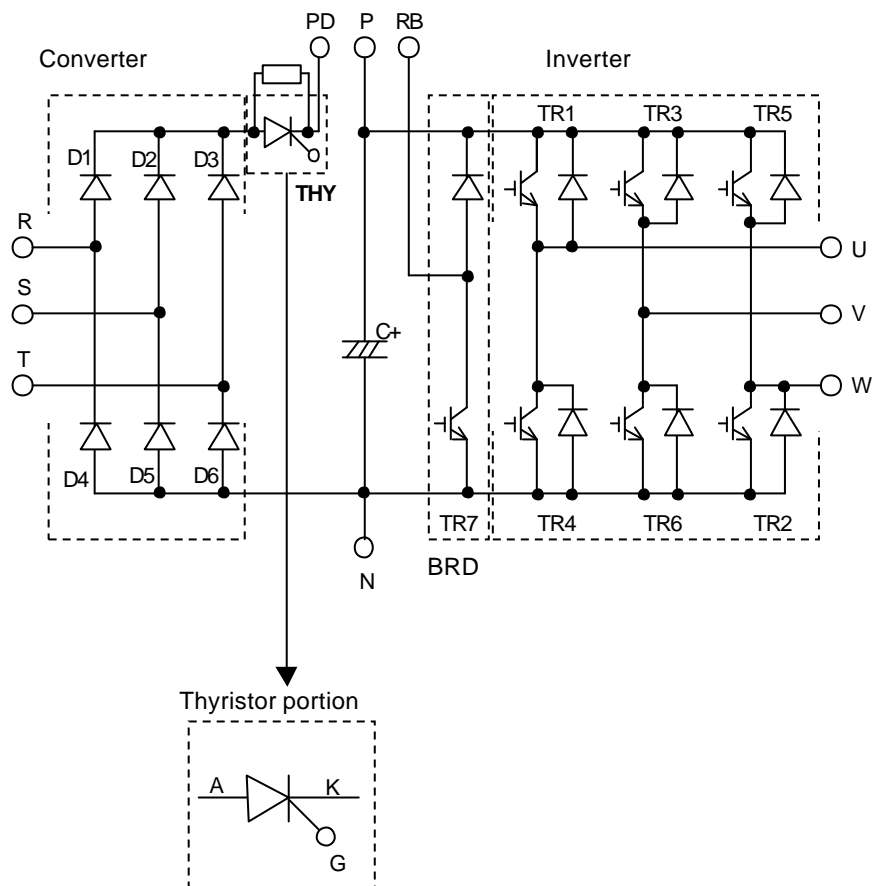 PD P RB
Converter
Inverter
TR1 TR3 TR5
D1 D2 D3
THY
R
U
S
V
C+
T
W
D4 D5 D6
TR7 TR4 TR6 TR2
BRD
N
Thyristor portion
A K
G